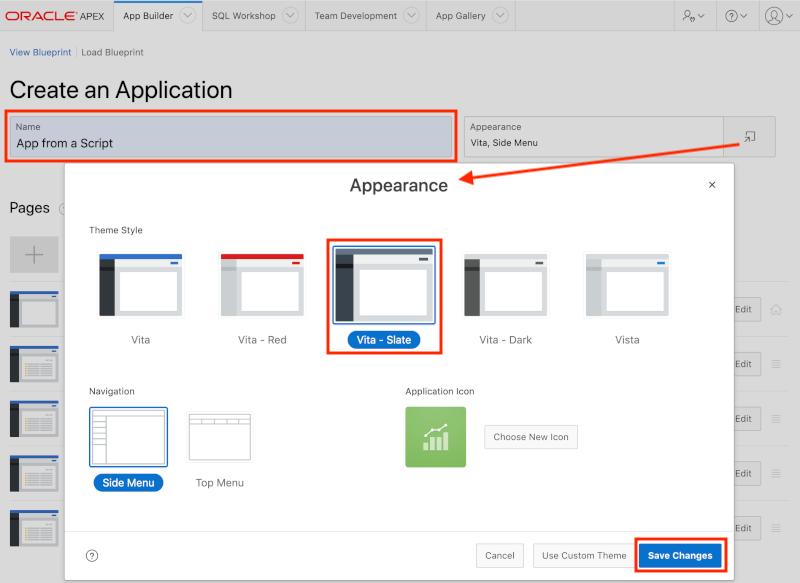 ORACLE APEX App Builder SQL Workshop Team Development App Gallery
View Blueprint Load Blueprint
Create an Application
Name
App from a Script
Appearance
Vita, Side Menu
Pages
Appearance
Theme Style
Vita Vita - Red Vita - Slate Vita - Dark Vista
Navigation
Side Menu Top Menu
Application Icon
Choose New Icon
Edit
Edit
Edit
Edit
Edit
Cancel Use Custom Theme Save Changes